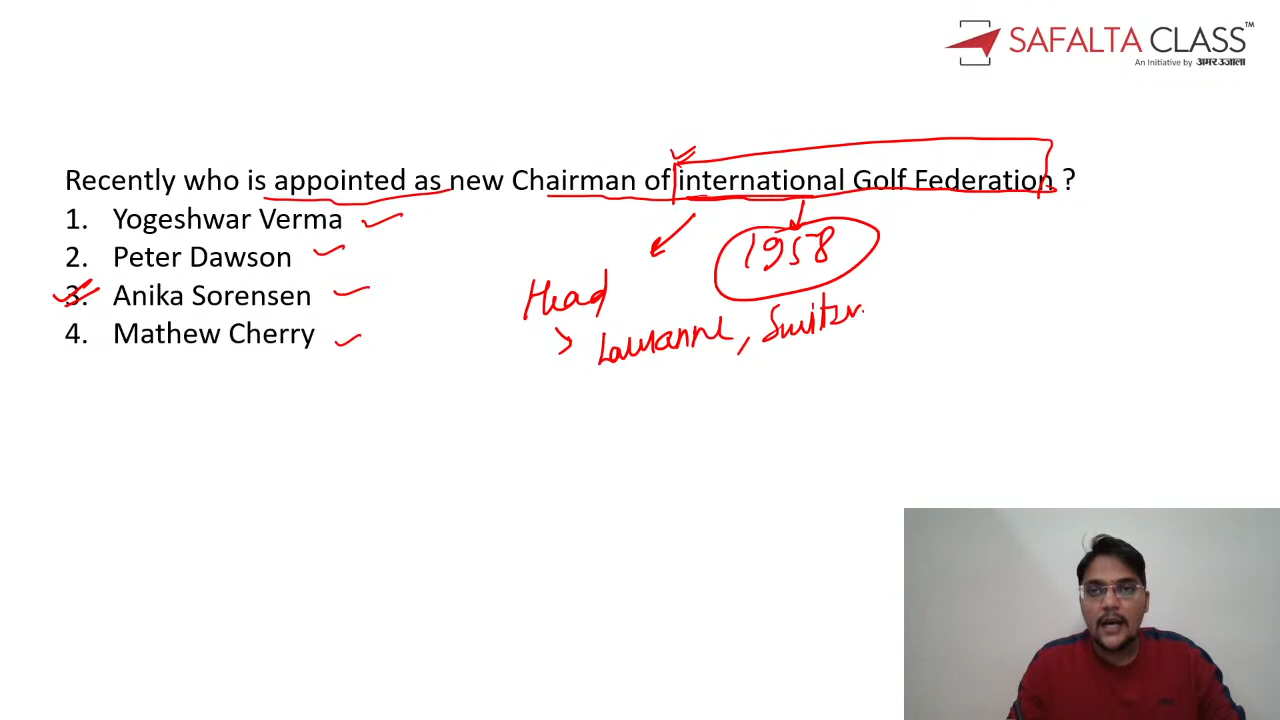 SAFALTA CLASS™
An Initiative by अमर उजाला
Recently who is appointed as new Chairman of international Golf Federation ?
1. Yogeshwar Verma
2. Peter Dawson
3. Anika Sorensen
4. Mathew Cherry
1958
Head
Lausanne, Switzer.